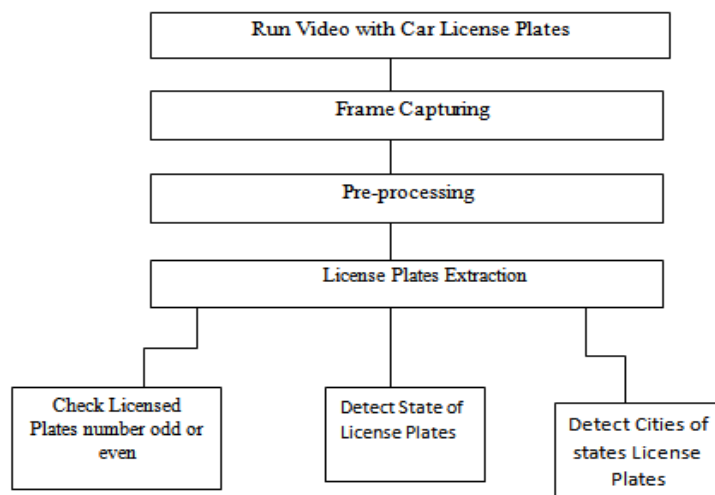 Run Video with Car License Plates
Frame Capturing
Pre-processing
License Plates Extraction
Check Licensed
Plates number odd or
even
Detect State of
License Plates
Detect Cities of
states License
Plates